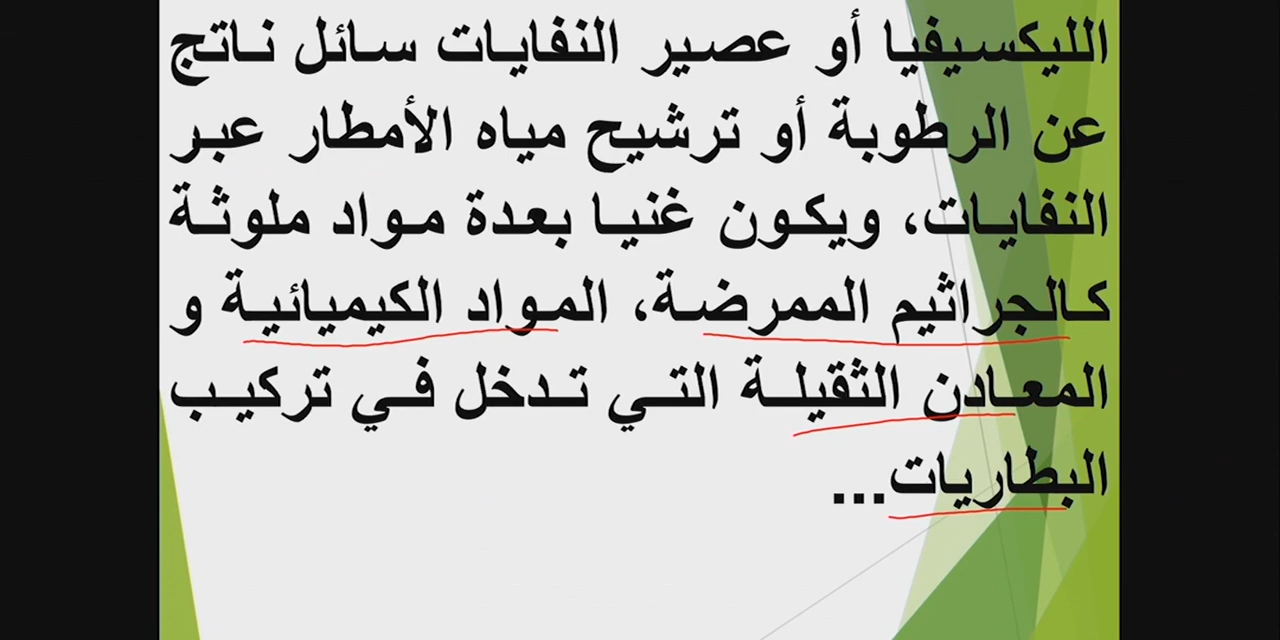 الليكسيفيا أو عصير النفايات سائل ناتج
عن الرطوبة أو ترشيح مياه الأمطار عبر
النفايات، ويكون غنيا بعدة مواد ملوثة
كالجراثيم الممرضة، المواد الكيميائية و
المعادن الثقيلة التي تدخل في تركيب
البطاريات...